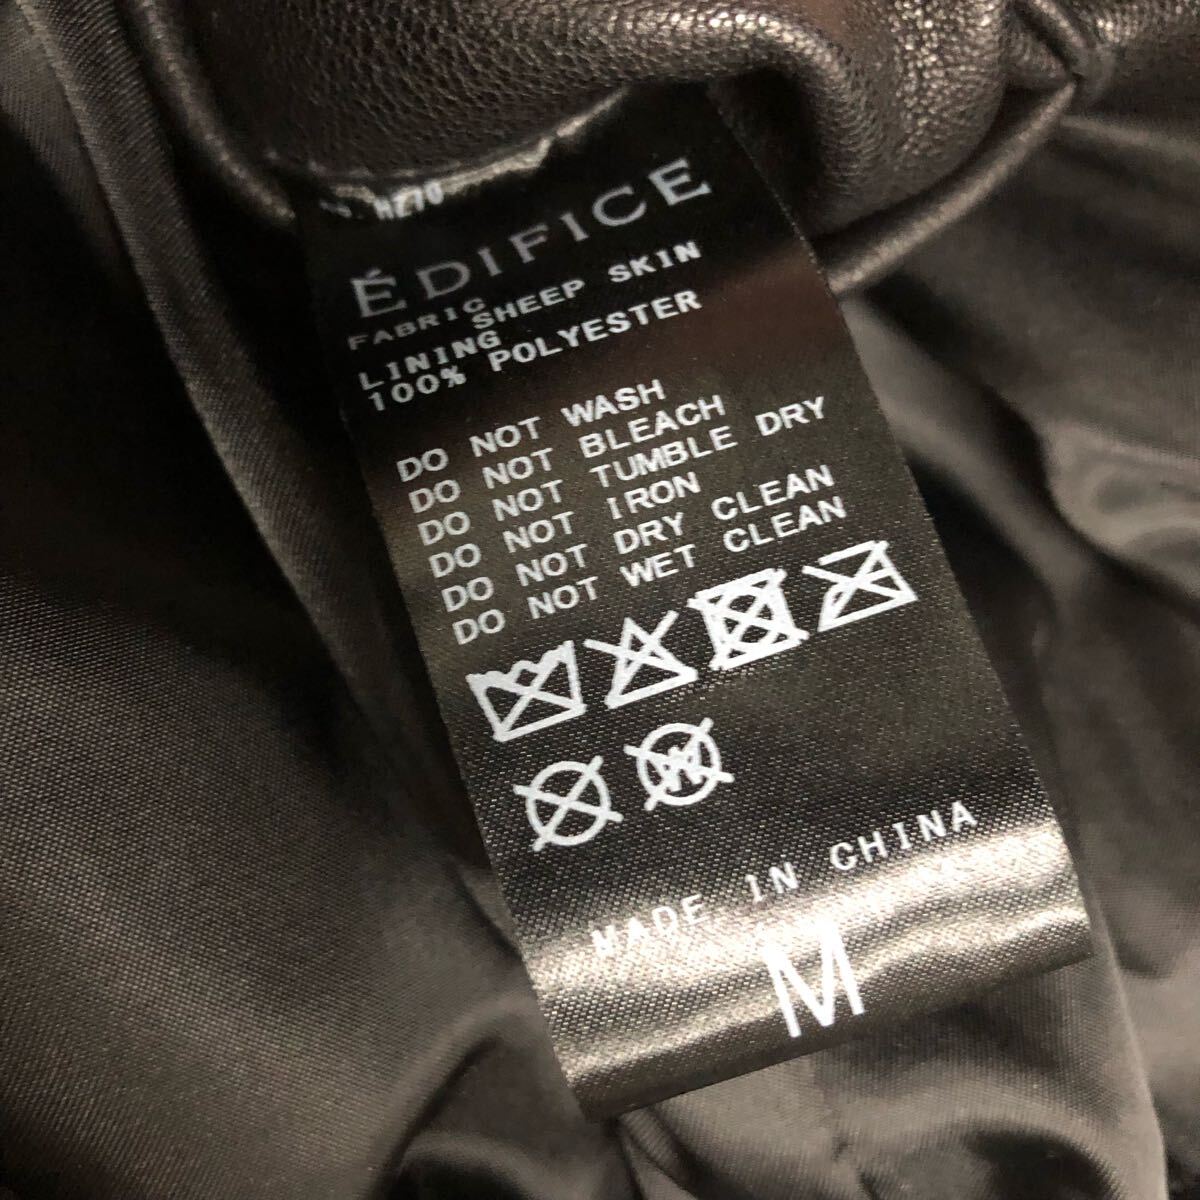 ÉDIFICE
FABRIC
SHEEP SKIN
LINING
100% POLYESTER
DO NOT WASH
DO NOT BLEACH
DO NOT TUMBLE DRY
DO NOT IRON
DO NOT DRY CLEAN
DO NOT WET CLEAN
W
MADE IN CHINA
M